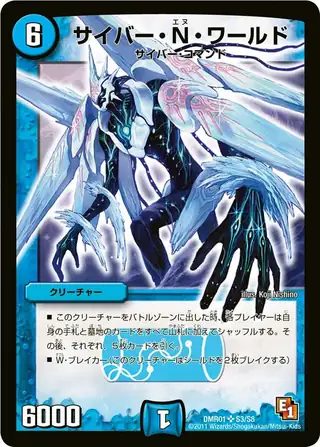 6
エヌ
サイバー・N・ワールド
サイバー・コマンド
Illus. Koji Nishino
クリーチャー
■ このクリーチャーをバトルゾーンに出した時、各プレイヤーは自
身の手札と墓地のカードをすべて山札に加えてシャッフルする。そ
の後、それぞれ、5枚カードを引く。
■ W・ブレイカー(このクリーチャーはシールドを2枚ブレイクする)
6000
1
E1
DMR01 S3/S8
©2011 Wizards/Shogakukan/Mitsui-Kids